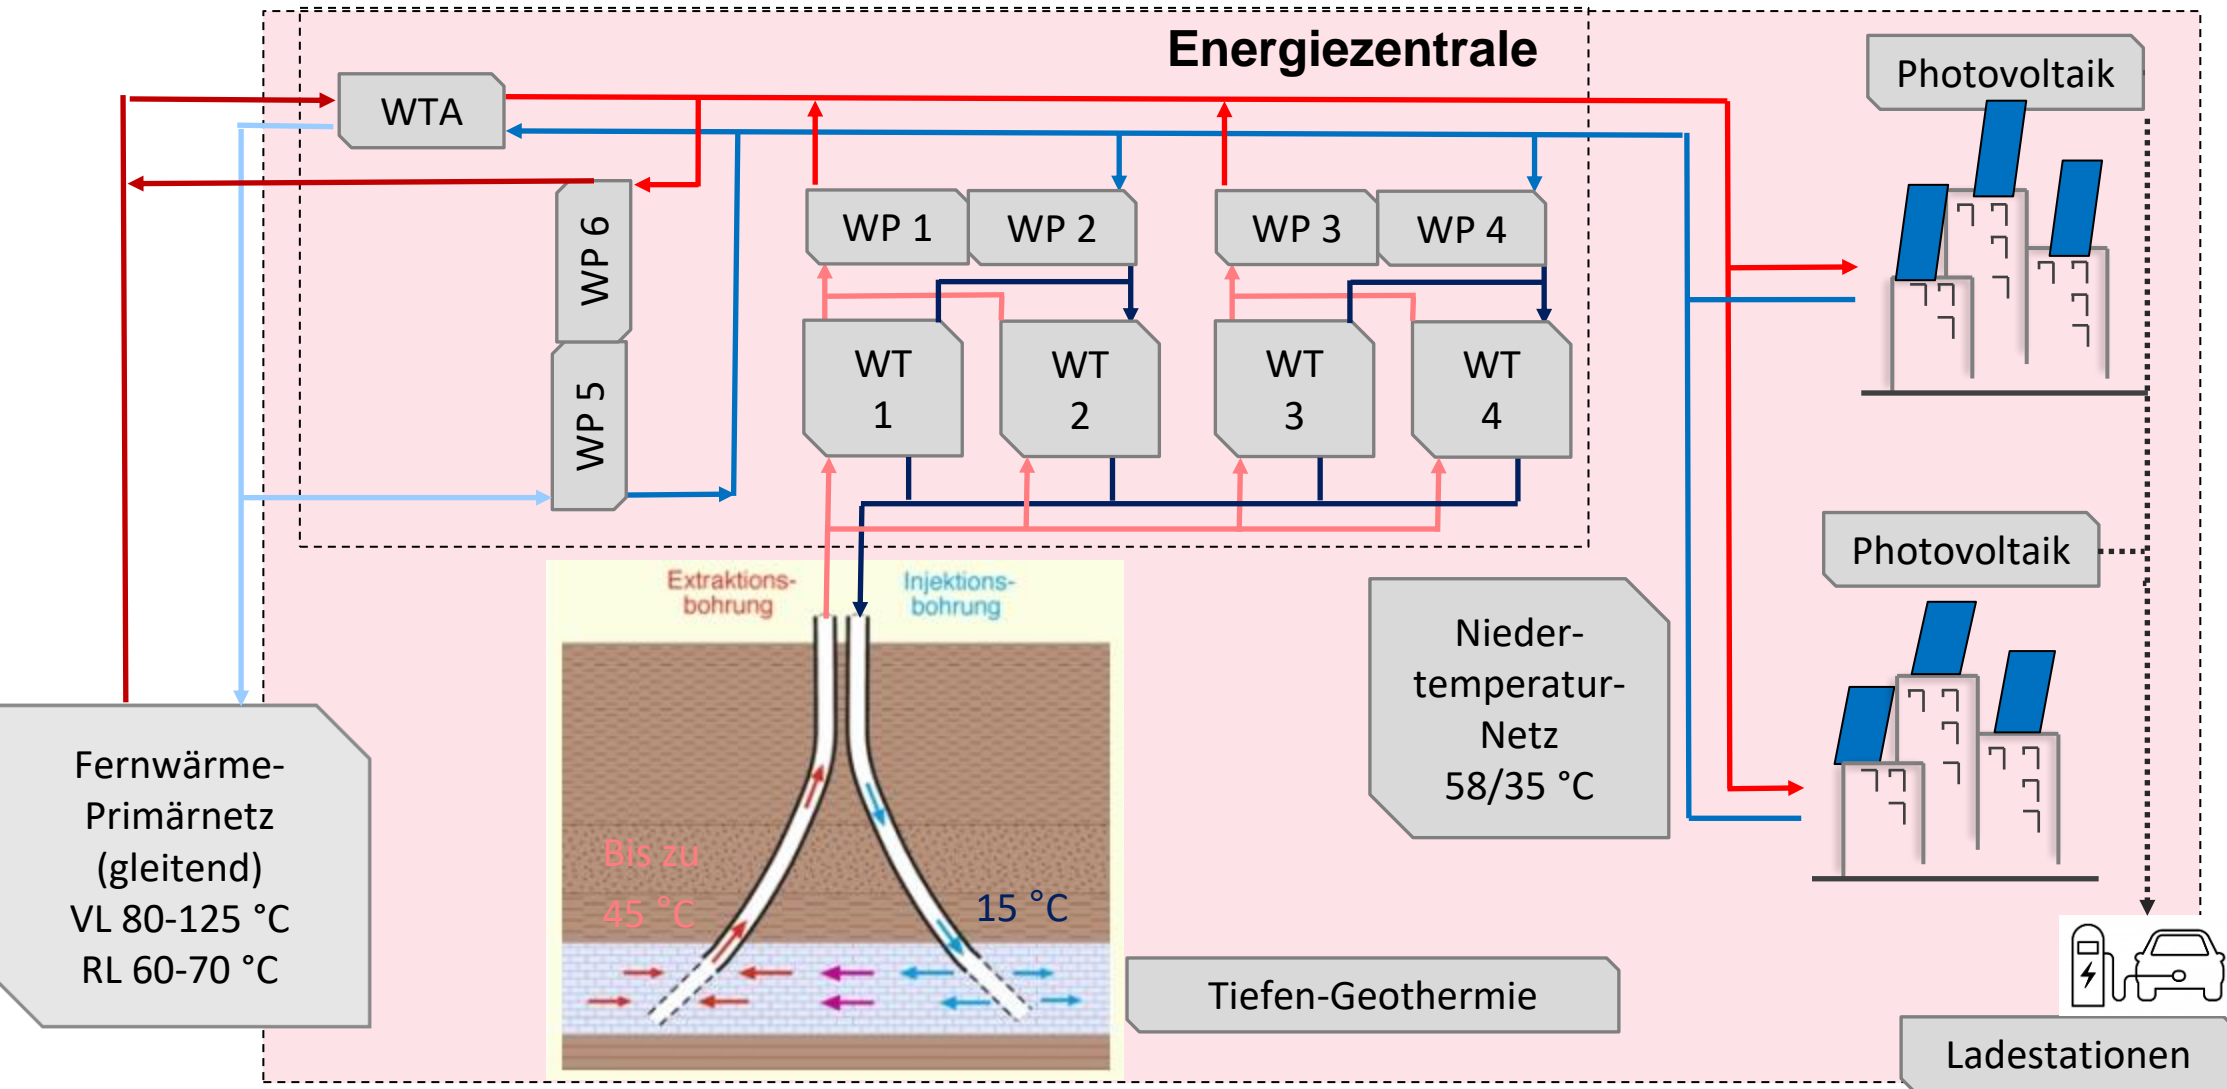 Energiezentrale
Photovoltaik
WTA
WP 6
WP 5
WP 1
WP 2
WP 3
WP 4
WT
1
WT
2
WT
3
WT
4
Photovoltaik
Extraktions-
bohrung
Injektions-
bohrung
Bis zu
45 °C
15 °C
Nieder-
temperatur-
Netz
58/35 °C
Fernwärme-
Primärnetz
(gleitend)
VL 80-125 °C
RL 60-70 °C
Tiefen-Geothermie
Ladestationen